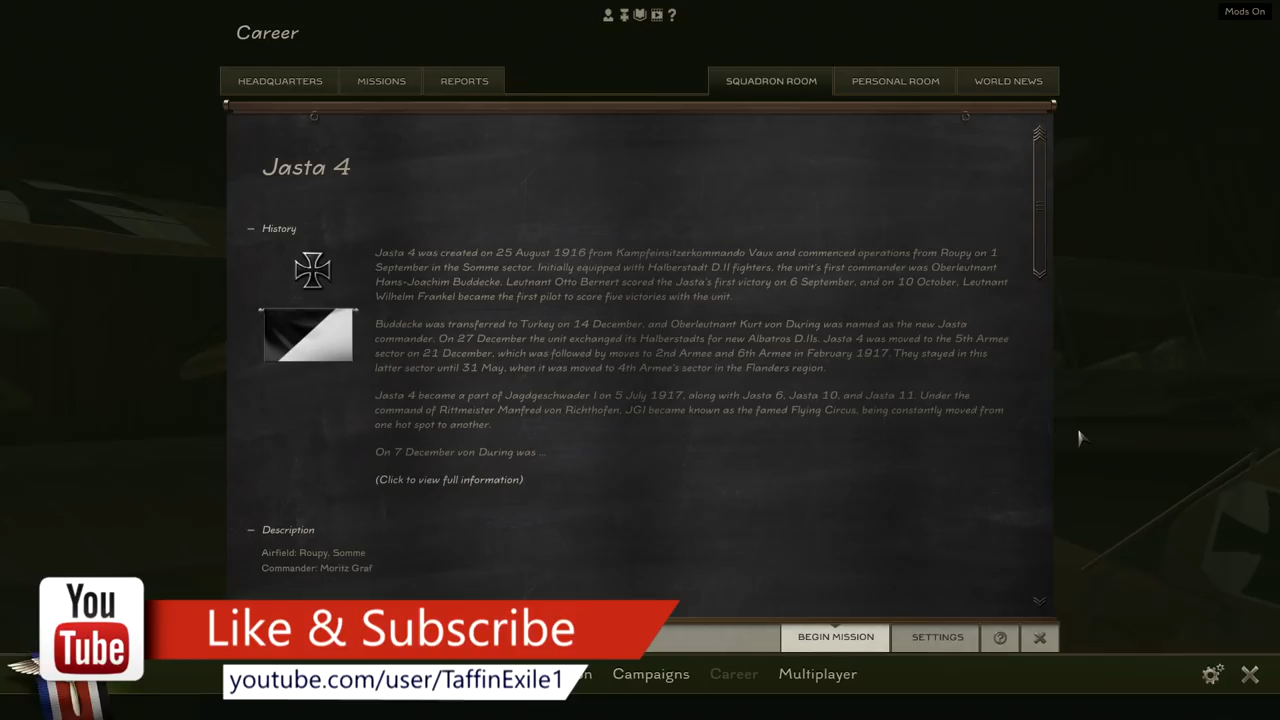 Mods On
Career
HEADQUARTERS MISSIONS REPORTS SQUADRON ROOM PERSONAL ROOM WORLD NEWS
Jasta 4
– History
Jasta 4 was created on 25 August 1916 from Kampfeinsitzerkommando Vaux and commenced operations from Roupy on 1
September in the Somme sector. Initially equipped with Halberstadt D.II fighters, the unit's first commander was Oberleutnant
Hans-Joachim Buddecke. Leutnant Otto Bernert scored the Jasta's first victory on 6 September, and on 10 October, Leutnant
Wilhelm Frankel became the first pilot to score five victories with the unit.
Buddecke was transferred to Turkey on 14 December, and Oberleutnant Kurt von During was named as the new Jasta
commander. On 27 December the unit exchanged its Halberstadts for new Albatros D.IIs. Jasta 4 was moved to the 5th Armee
sector on 21 December, which was followed by moves to 2nd Armee and 6th Armee in February 1917. They stayed in this
latter sector until 31 May, when it was moved to 4th Armee's sector in the Flanders region.
Jasta 4 became a part of Jagdgeschwader I on 5 July 1917, along with Jasta 6, Jasta 10, and Jasta 11. Under the
command of Rittmeister Manfred von Richthofen, JG1 became known as the famed Flying Circus, being constantly moved from
one hot spot to another.
On 7 December von During was ...
(Click to view full information)
– Description
Airfield: Roupy, Somme
Commander: Moritz Graf
You Tube
Like & Subscribe
youtube.com/user/TaffinExile1
BEGIN MISSION SETTINGS
Campaigns Career Multiplayer